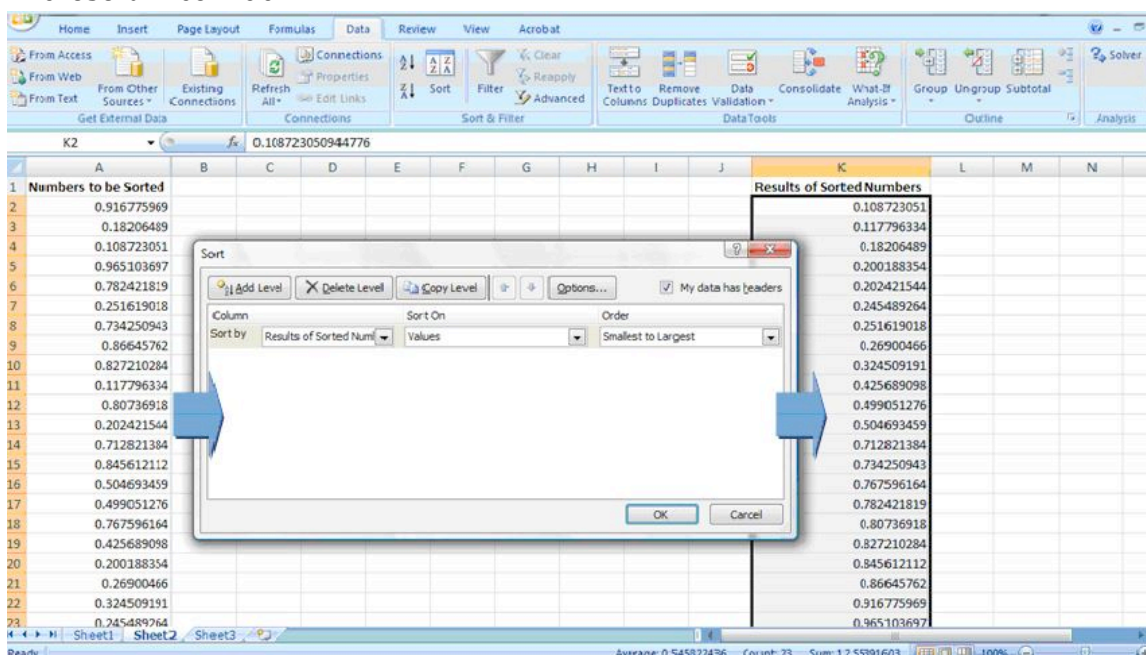 Home Insert Page Layout Formulas Data Review View Acrobat
From Access
From Web
From Text
From Other Sources
Existing Connections
Get External Data
Refresh All
Connections
Properties
Edit Links
Connections
Sort
Filter
Clear
Reapply
Advanced
Sort & Filter
Text to Columns
Remove Duplicates
Data Validation
Consolidate
What-If Analysis
Data Tools
Group
Ungroup
Subtotal
Outline
Solver
Analysis
K2 fx 0.108723050944776
A B C D E F G H I J K L M N
1 Numbers to be Sorted Results of Sorted Numbers
2 0.916775969 0.108723051
3 0.18206489 0.117796334
4 0.108723051 0.18206489
5 0.965103697 0.200188354
6 0.782421819 0.202421544
7 0.251619018 0.245489264
8 0.734250943 0.251619018
9 0.86645762 0.26900466
10 0.827210284 0.324509191
11 0.117796334 0.425689098
12 0.80736918 0.499051276
13 0.202421544 0.504693459
14 0.712821384 0.712821384
15 0.845612112 0.734250943
16 0.504693459 0.767596164
17 0.499051276 0.782421819
18 0.767596164 0.80736918
19 0.425689098 0.827210284
20 0.200188354 0.845612112
21 0.26900466 0.86645762
22 0.324509191 0.916775969
23 0.245489264 0.965103697
Sort
Add Level Delete Level Copy Level Options... My data has headers
Column Sort On Order
Sort by Results of Sorted Num Values Smallest to Largest
OK Cancel
Sheet1 Sheet2 Sheet3
Ready Average: 0.545822436 Count: 23 Sum: 12.55391603 100%